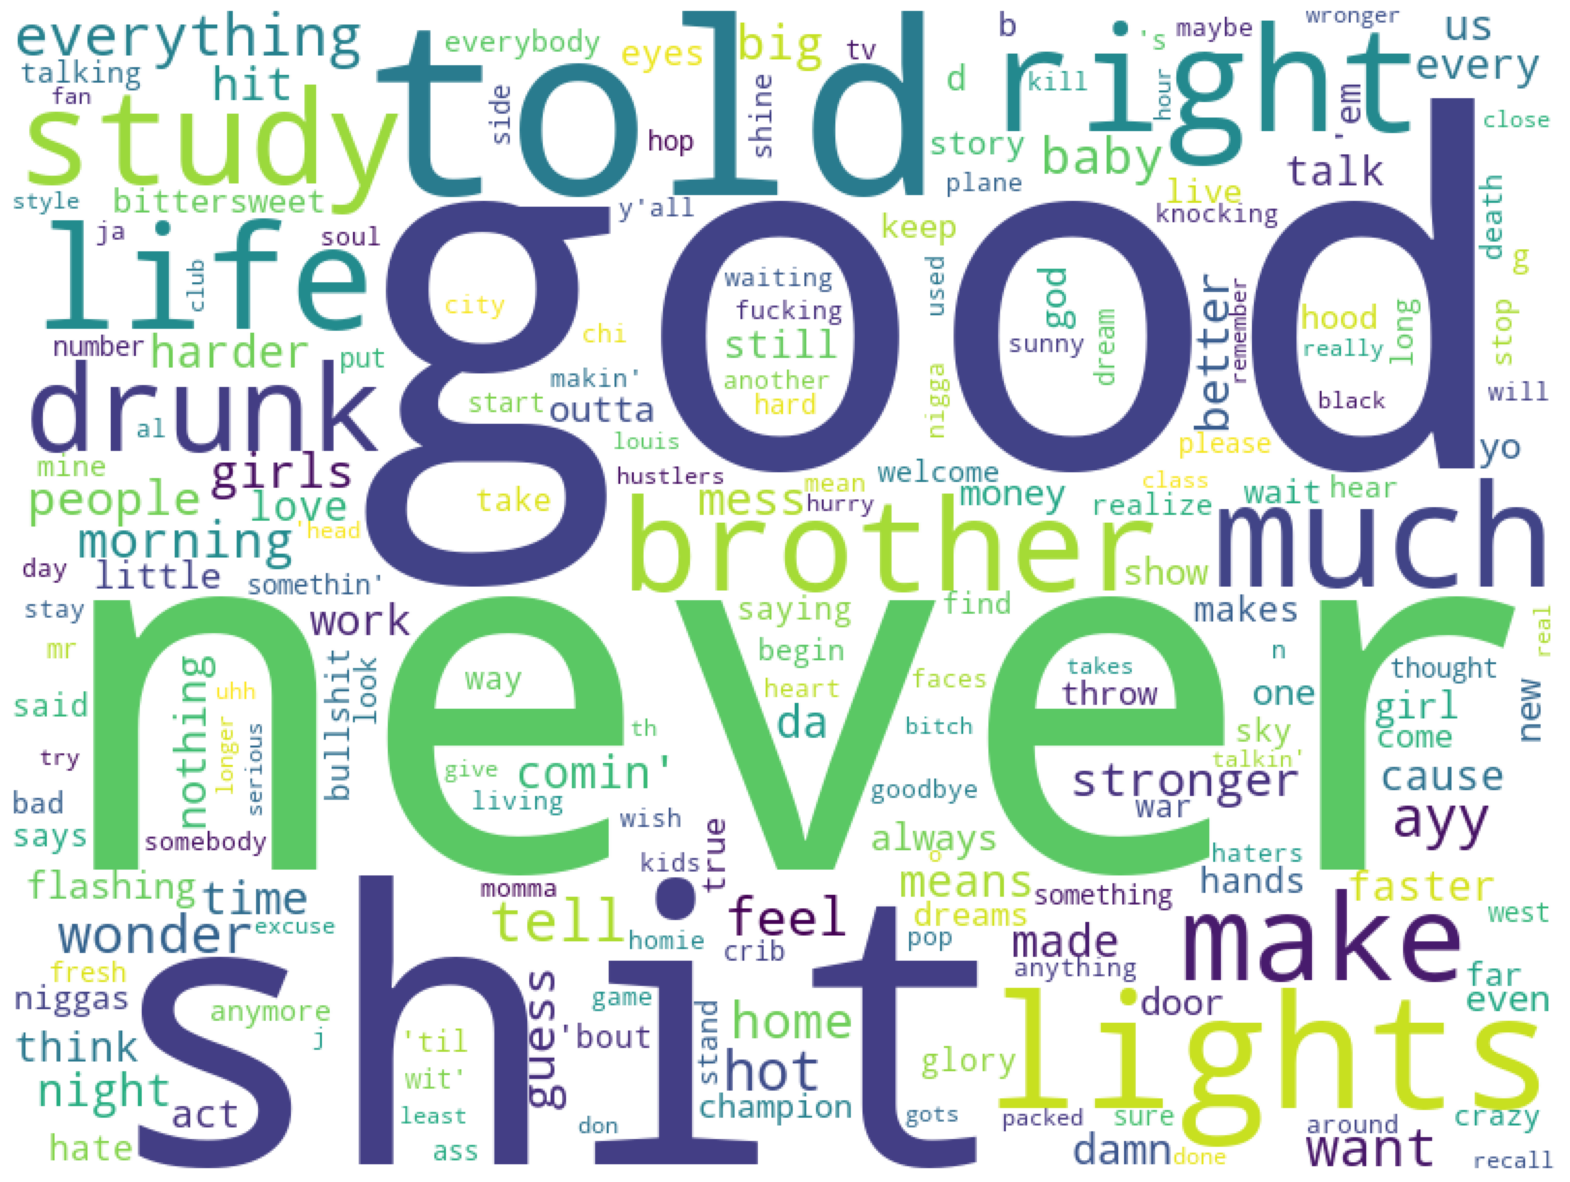 everything
told
everybody
eyes
big
tv
b
's
maybe
wronger
us
right
every
talking
fan
hit
side
shine
d
kill
hour
'em
close
study
hop
story
baby
talk
style
bittersweet
plane
live
knocking
death
life
ja
soul
club
good
y'all
keep
g
city
chi
waiting
fucking
still
another
hard
used
god
sunny
dream
better
remember
hood
really
long
black
stop
will
number
harder
put
drunk
al
makin'
start
outta
louis
nigga
please
yo
mine
girls
people
love
'head
take
hustlers
mess
mean
hurry
welcome
money
class
realize
wait
hear
morning
brother
much
day
little
somethin'
show
stay
never
work
saying
find
makes
real
mr
uhh
nothing
longer
serious
bullshit
look
way
begin
heart
faces
takes
throw
n
one
thought
said
th
da
bitch
sky
girl
come
new
try
give
comin'
living
goodbye
stronger
talkin'
war
cause
bad
says
somebody
wish
always
ayy
kids
true
o
haters
flashing
time
momma
means
something
hands
faster
wonder
excuse
shit
tell
homie
feel
crib
dreams
pop
made
anything
make
west
fresh
niggas
anymore
j
guess
game
'bout
stand
home
door
lights
far
even
think
'til
wit'
hot
glory
night
act
least
don
champion
gots
packed
sure
around
crazy
hate
ass
damn
done
want
recall